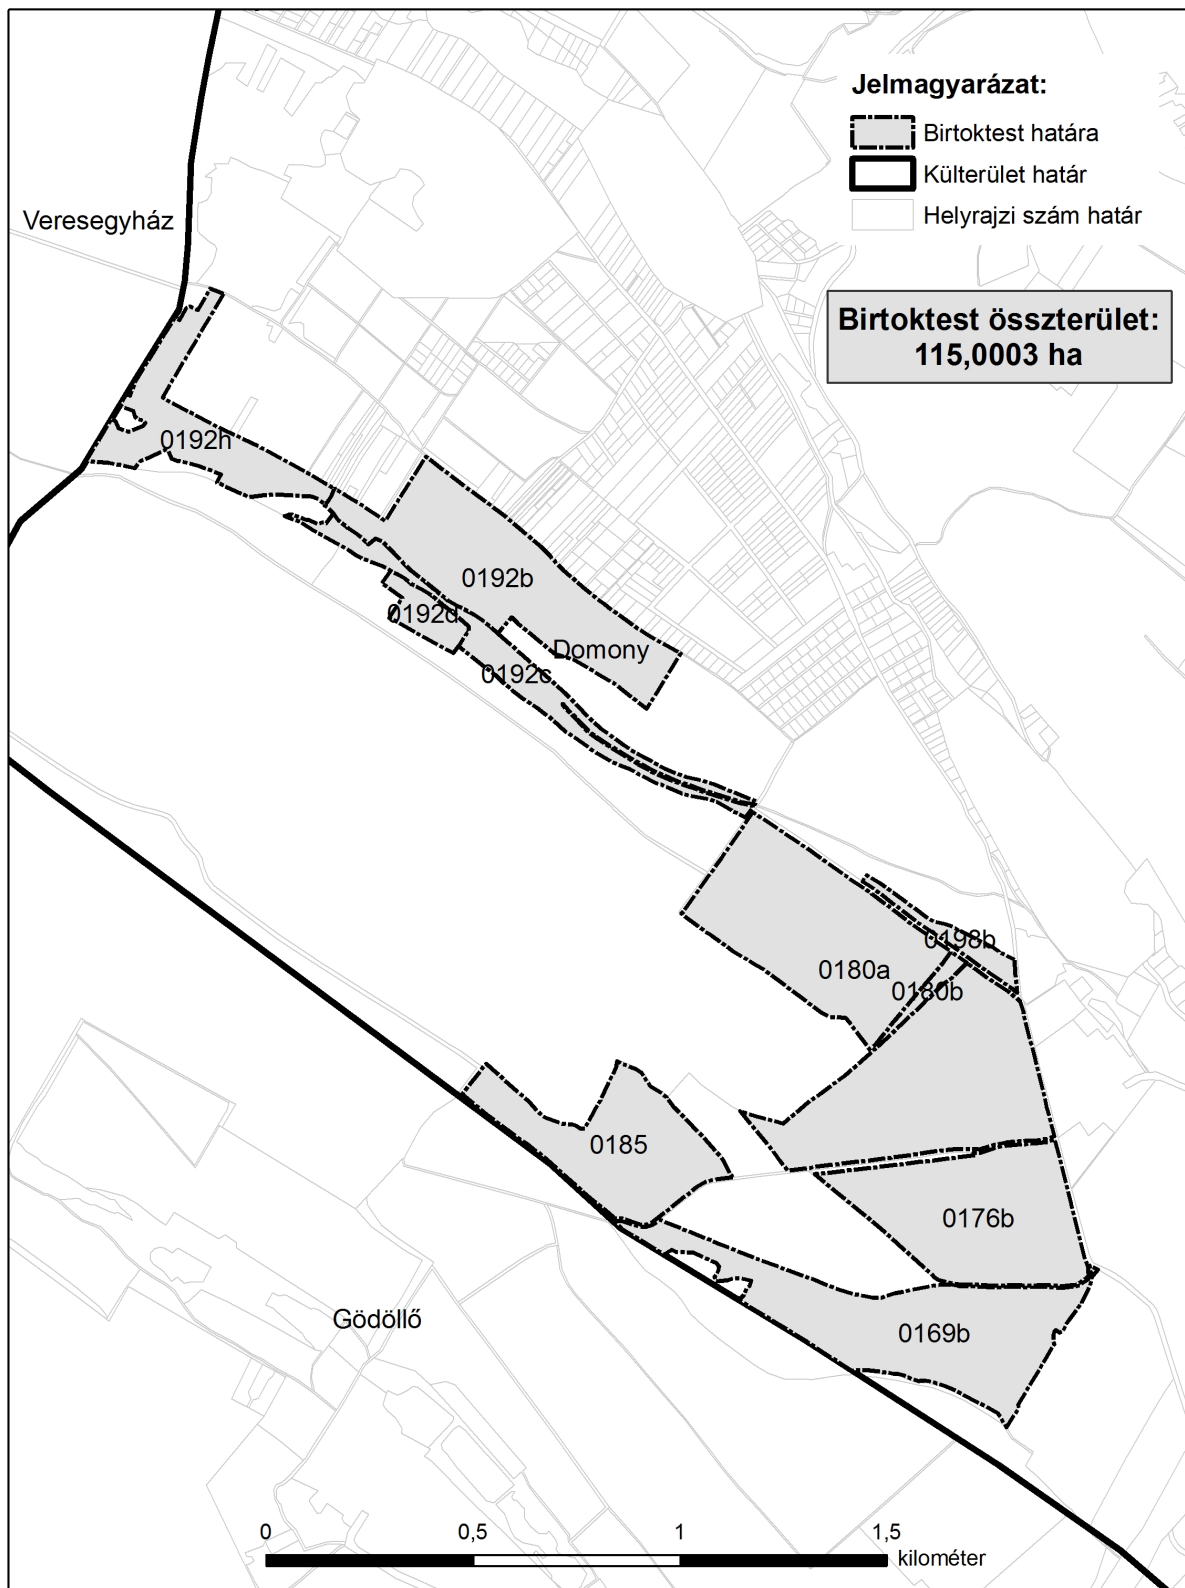 Jelmagyarázat:
Birtoktest határa
Külterület határ
Helyrajzi szám határ
Veresegyház
Birtoktest összterület:
115,0003 ha
0192h
0192b
0192d
Domony
0192c
0198b
0180a
0180b
0185
0176b
Gödöllő
0169b
0 0,5 1 1,5
kilométer